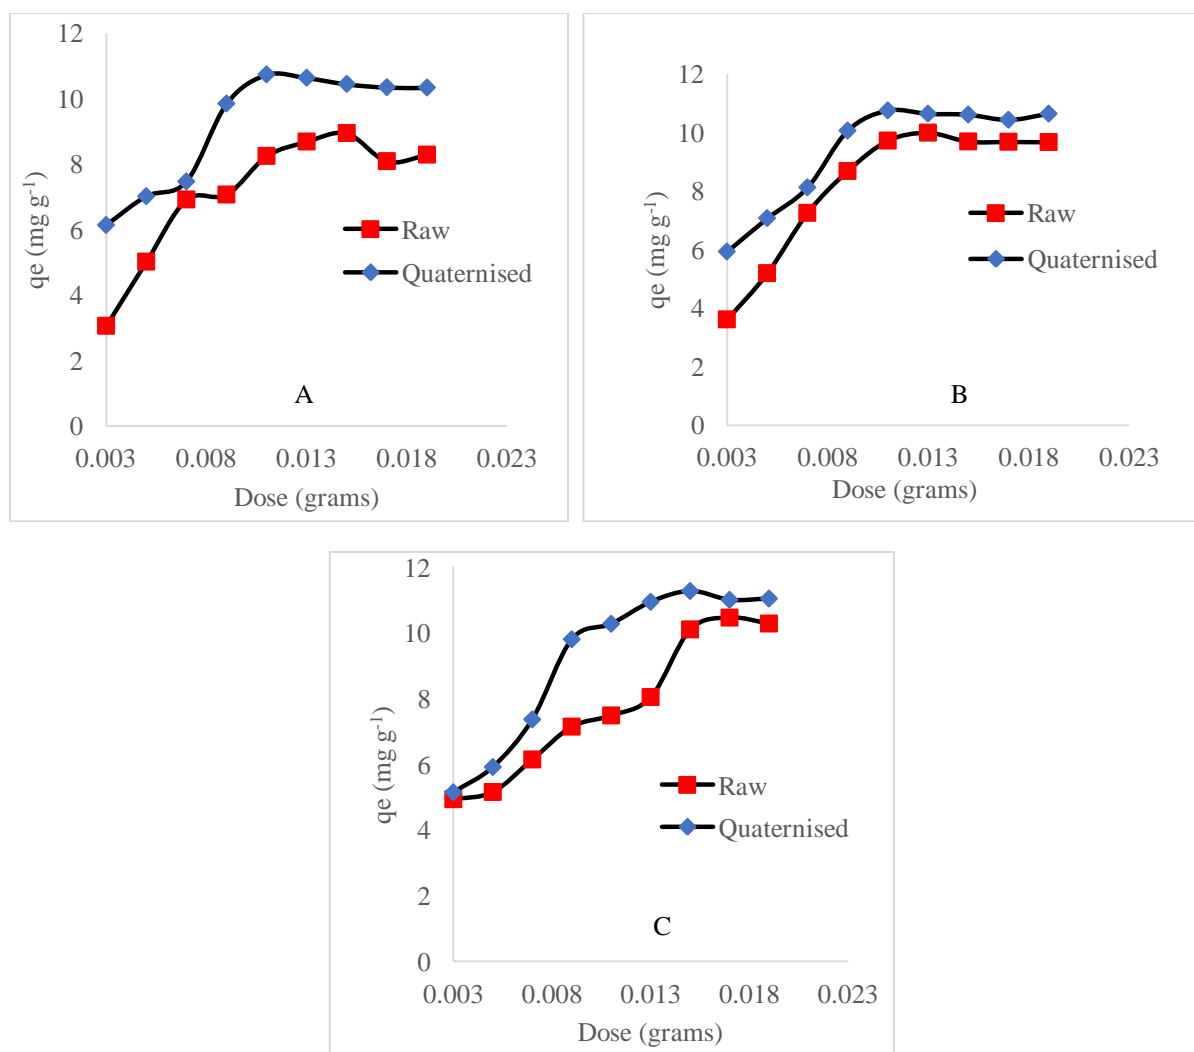 12
10
8
6
4
2
0
qe (mg g-1)
Raw
Quaternised
A
0.003 0.008 0.013 0.018 0.023
Dose (grams)
12
10
8
6
4
2
0
qe (mg g-1)
Raw
Quaternised
B
0.003 0.008 0.013 0.018 0.023
Dose (grams)
12
10
8
6
4
2
0
qe (mg g-1)
Raw
Quaternised
C
0.003 0.008 0.013 0.018 0.023
Dose (grams)